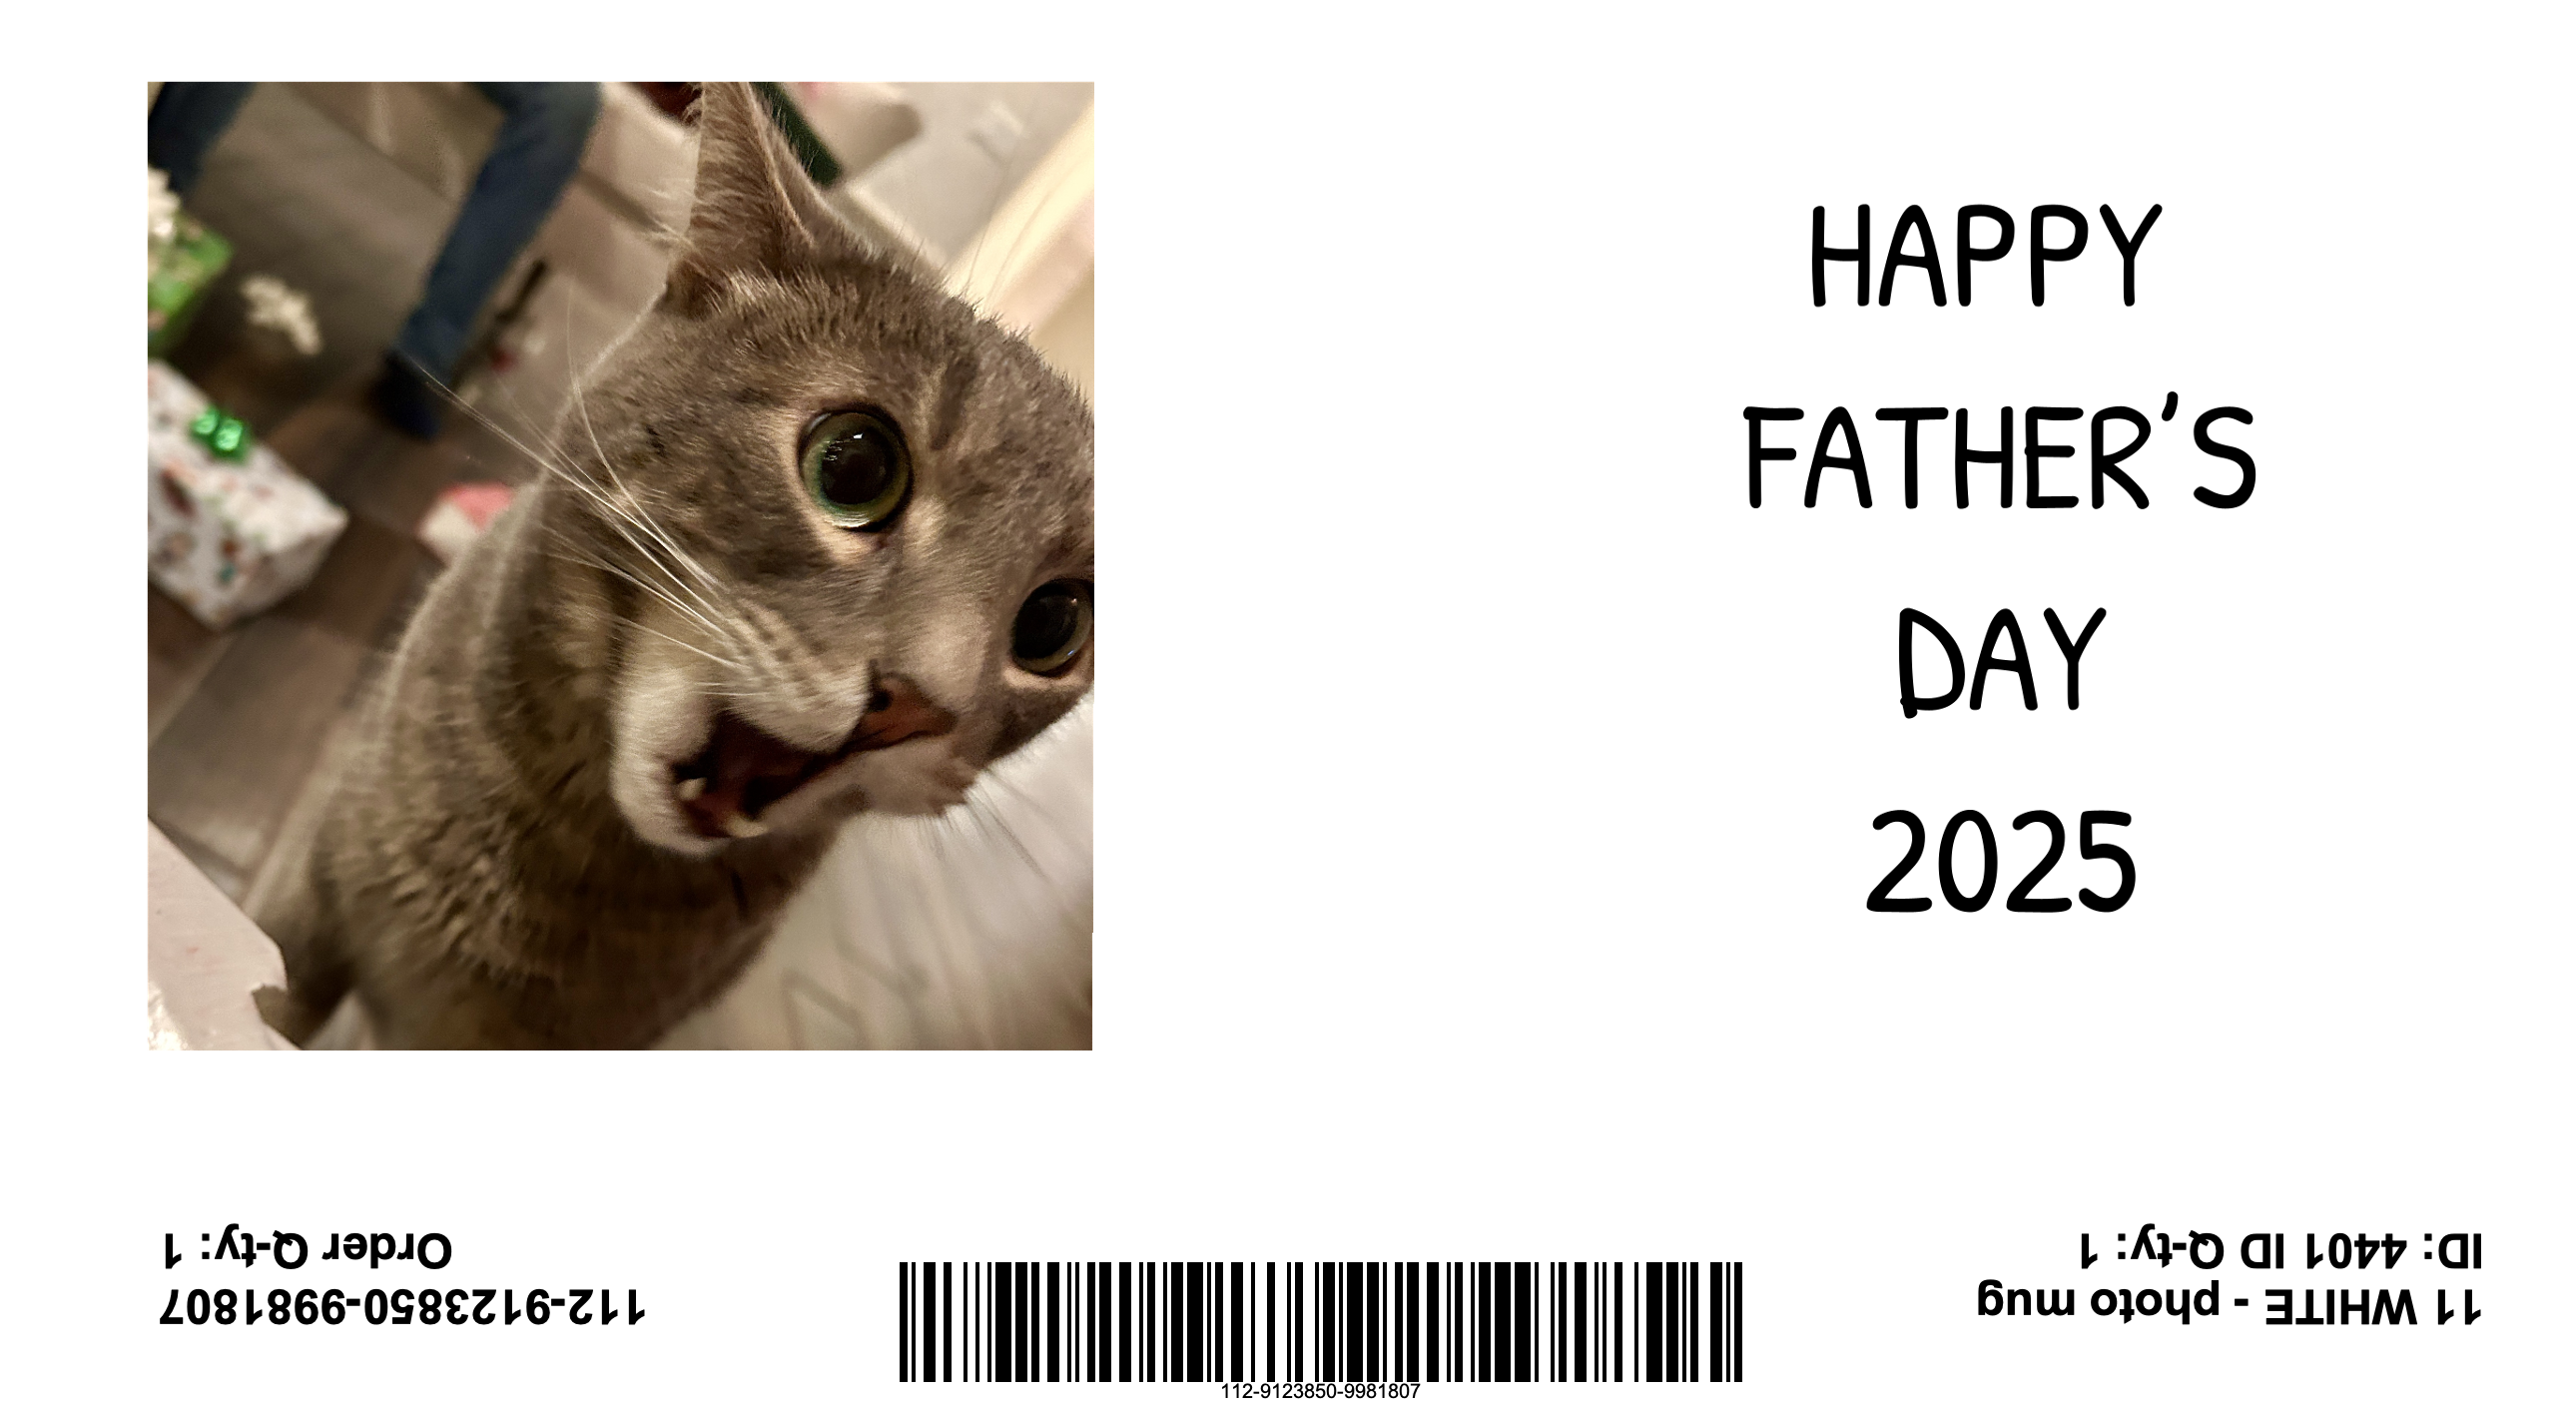 HAPPY
FATHER'S
DAY
2025
112-9123850-9981807
Order Q-ty: 1
11 WHITE - photo mug
ID: 4401 ID Q-ty: 1
112-9123850-9981807